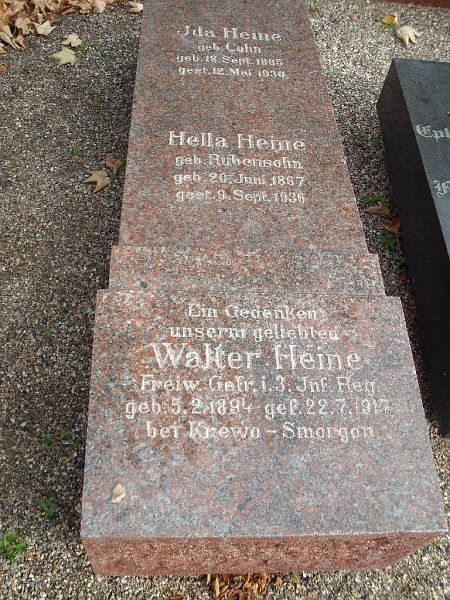 Jda Heine
geb. Cohn
geb. 18. Sept. 1865
gest. 12. Mai 1930
Hella Heine
geb. Rubensohn
geb. 20. Juni 1867
gest. 9. Sept. 1936
Ein Gedenken
unserm geliebten
Walter Heine
Freiw. Gefr. i. 3. Jnf. Reg
geb. 5. 2. 1894 gef. 22. 7. 1917
bei Krewo - Smorgon